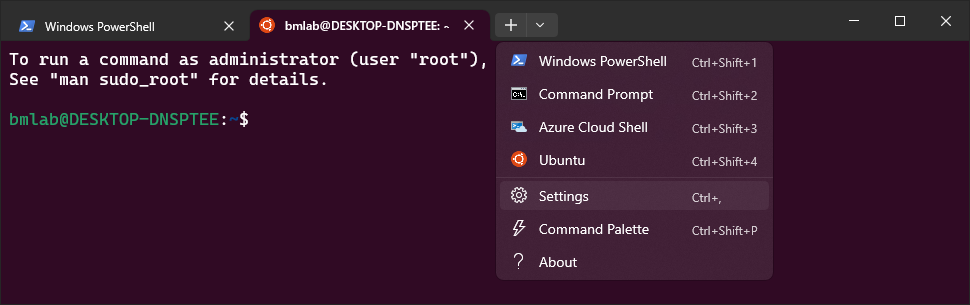 Windows PowerShell
bmlab@DESKTOP-DNSPTEE: ~
To run a command as administrator (user "root"),
See "man sudo_root" for details.
bmlab@DESKTOP-DNSPTEE:~$
Windows PowerShell Ctrl+Shift+1
Command Prompt Ctrl+Shift+2
Azure Cloud Shell Ctrl+Shift+3
Ubuntu Ctrl+Shift+4
Settings Ctrl+,
Command Palette Ctrl+Shift+P
About